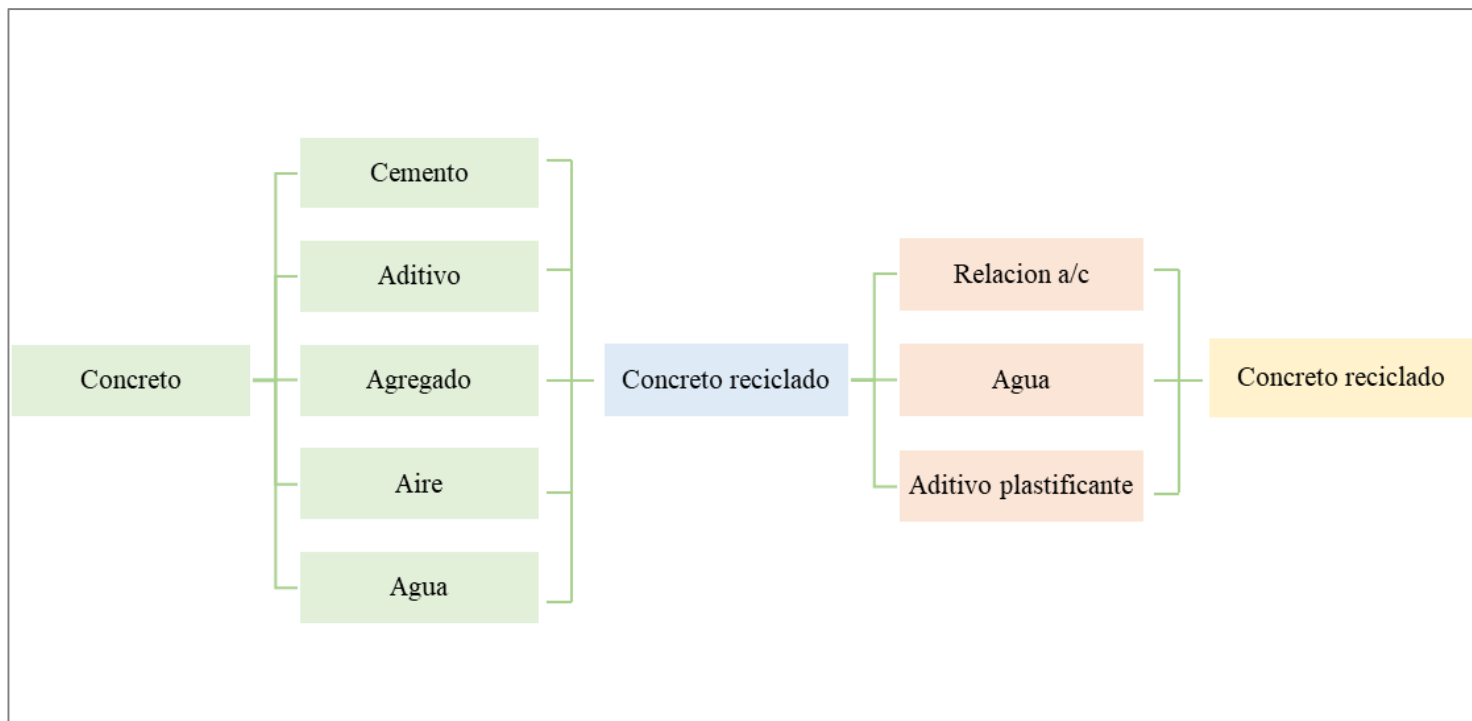 Concreto
Cemento
Aditivo
Agregado
Aire
Agua
Concreto reciclado
Relacion a/c
Agua
Aditivo plastificante
Concreto reciclado